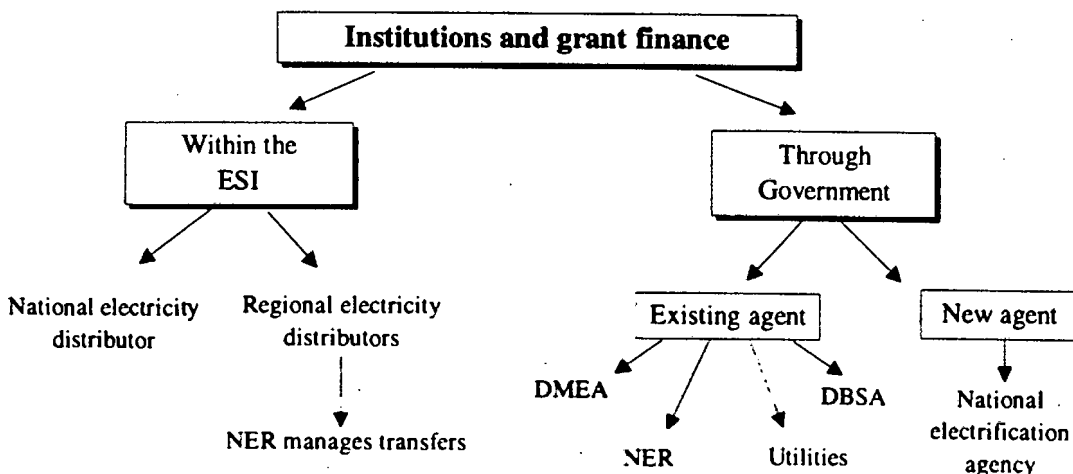 Institutions and grant finance
Within the
ESI
Through
Government
National electricity
distributor
Regional electricity
distributors
NER manages transfers
Existing agent
New agent
DMEA
NER
Utilities
DBSA
National
electrification
agency